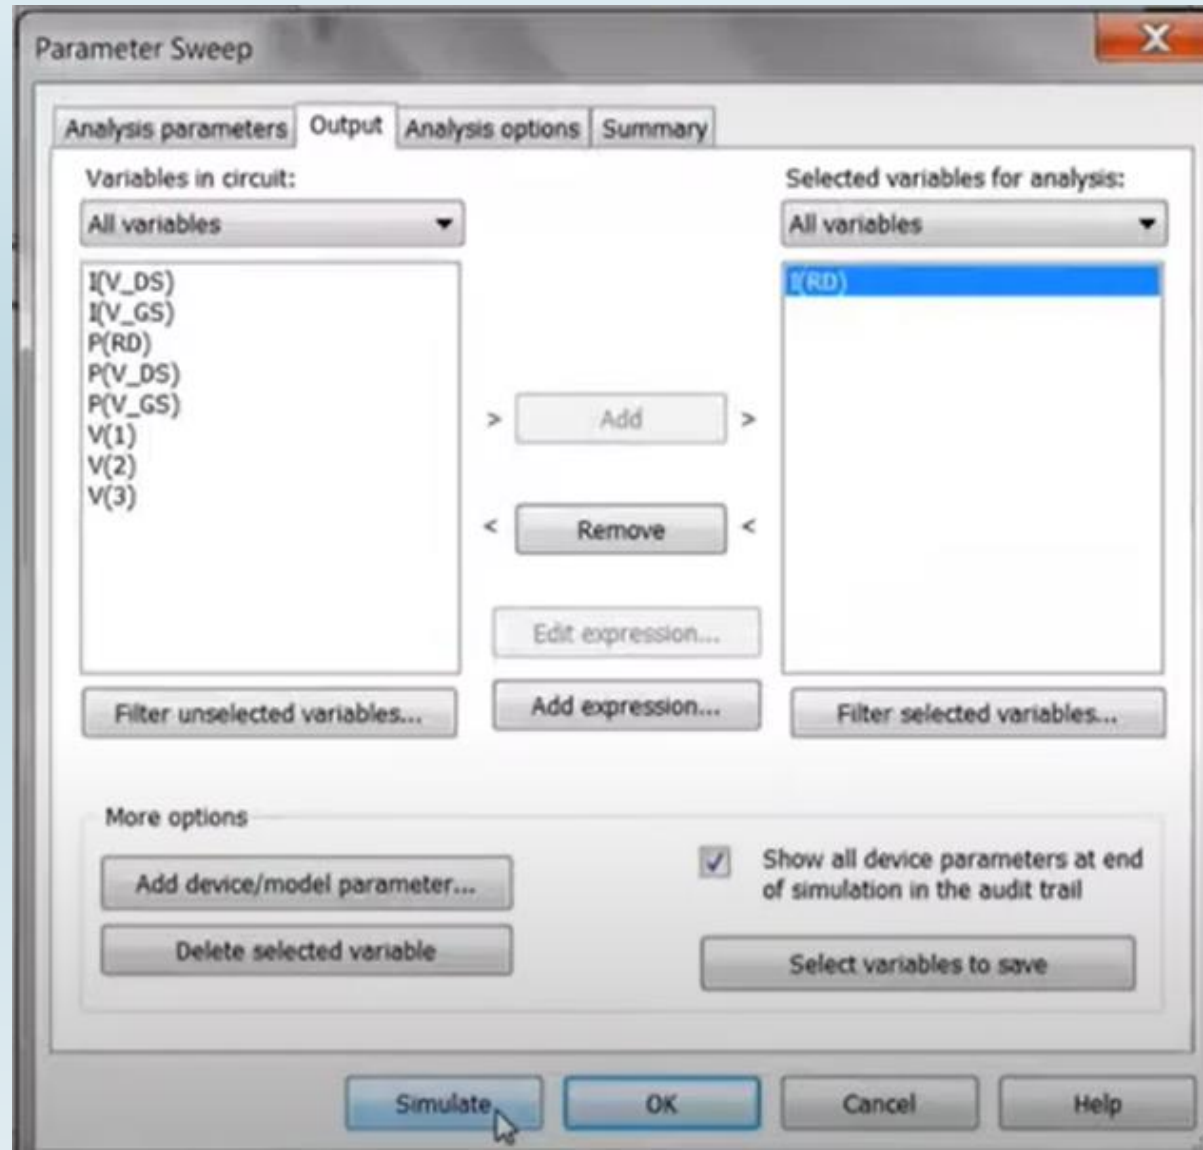 Parameter Sweep
X
Analysis parameters
Output
Analysis options
Summary
Variables in circuit:
All variables
I(V_DS)
I(V_GS)
P(RD)
P(V_DS)
P(V_GS)
V(1)
V(2)
V(3)
Filter unselected variables...
> Add >
< Remove <
Edit expression...
Add expression...
Selected variables for analysis:
All variables
I(RD)
Filter selected variables...
More options
Add device/model parameter...
Delete selected variable
Show all device parameters at end
of simulation in the audit trail
Select variables to save
Simulate
OK
Cancel
Help